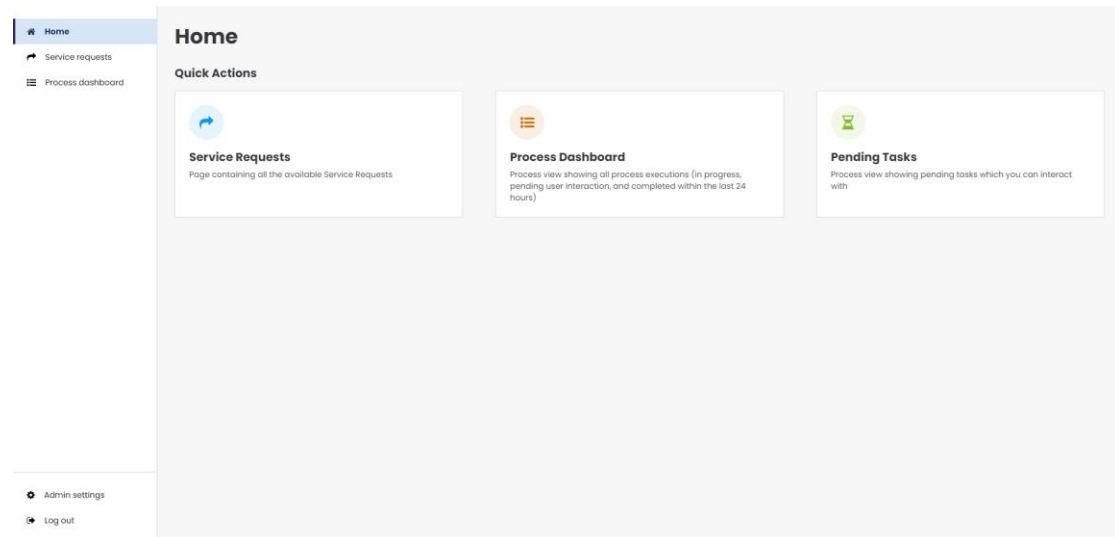 Home
Service requests
Process dashboard
Home
Quick Actions
Service Requests
Page containing all the available Service Requests
Process Dashboard
Process view showing all process executions (in progress,
pending user interaction, and completed within the last 24
hours)
Pending Tasks
Process view showing pending tasks which you can interact
with
Admin settings
Log out